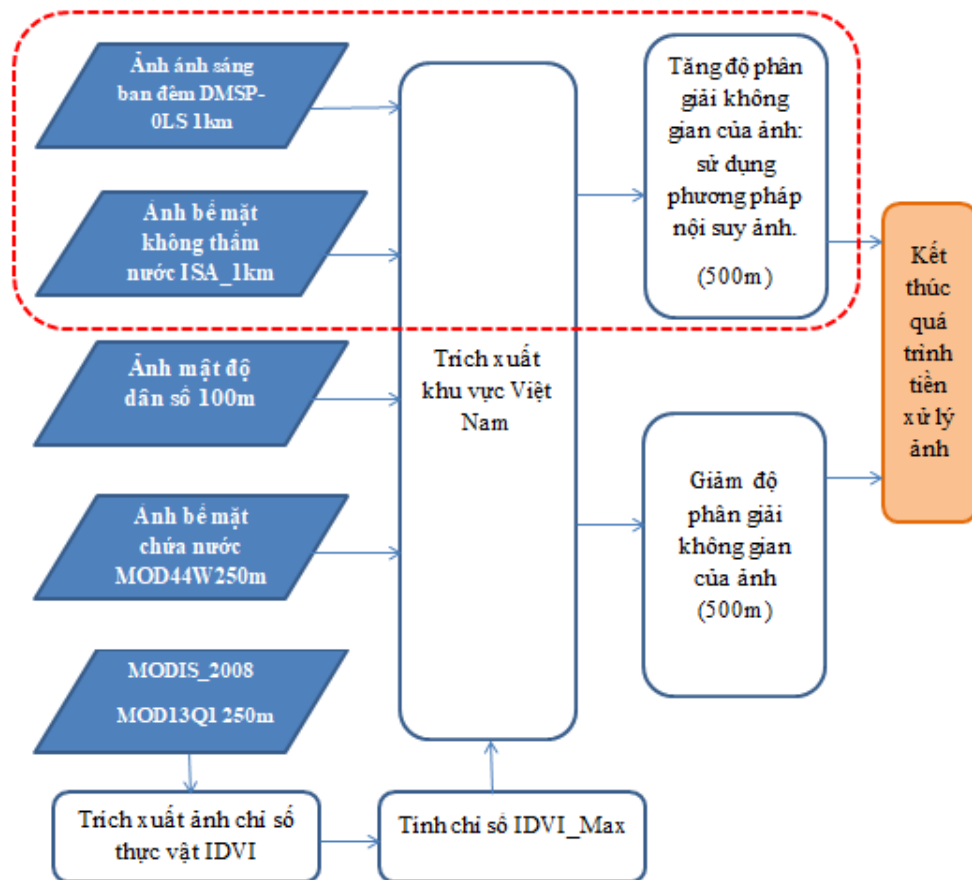 Ảnh ánh sáng
ban đêm DMSP-
0LS 1km
Ảnh bề mặt
không thấm
nước ISA_1km
Ảnh mật độ
dân số 100m
Ảnh bề mặt
chứa nước
MOD44W250m
MODIS_2008
MOD13Q1 250m
Trích xuất ảnh chỉ số
thực vật IDVI
Tính chỉ số IDVI_Max
Trích xuất
khu vực Việt
Nam
Tăng độ phân
giải không
gian của ảnh:
sử dụng
phương pháp
nội suy ảnh.
(500m)
Giảm độ
phân giải
không gian
của ảnh
(500m)
Kết
thúc
quá
trình
tiền
xử lý
ảnh